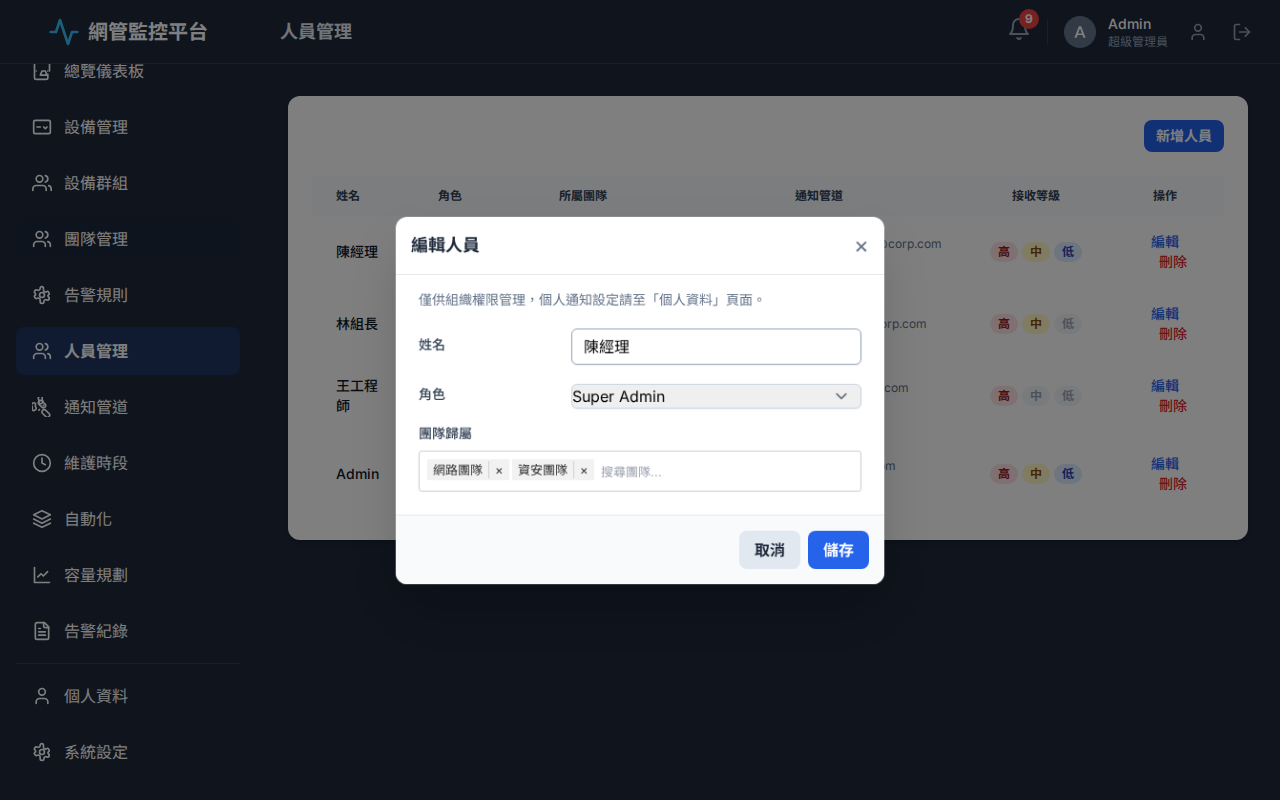 網管監控平台
人員管理
9
A
Admin
超級管理員
總覽儀表板
設備管理
設備群組
團隊管理
告警規則
人員管理
通知管道
維護時段
自動化
容量規劃
告警紀錄
個人資料
系統設定
新增人員
姓名 角色 所屬團隊 通知管道 接收等級 操作
陳經理 corp.com 高 中 低 編輯
刪除
林組長 rp.com 高 中 低 編輯
刪除
王工程師 com 高 中 低 編輯
刪除
Admin 高 中 低 編輯
刪除
編輯人員 ×
僅供組織權限管理，個人通知設定請至「個人資料」頁面。
姓名 陳經理
角色 Super Admin
團隊歸屬
網路團隊 × 資安團隊 × 搜尋團隊...
取消 儲存